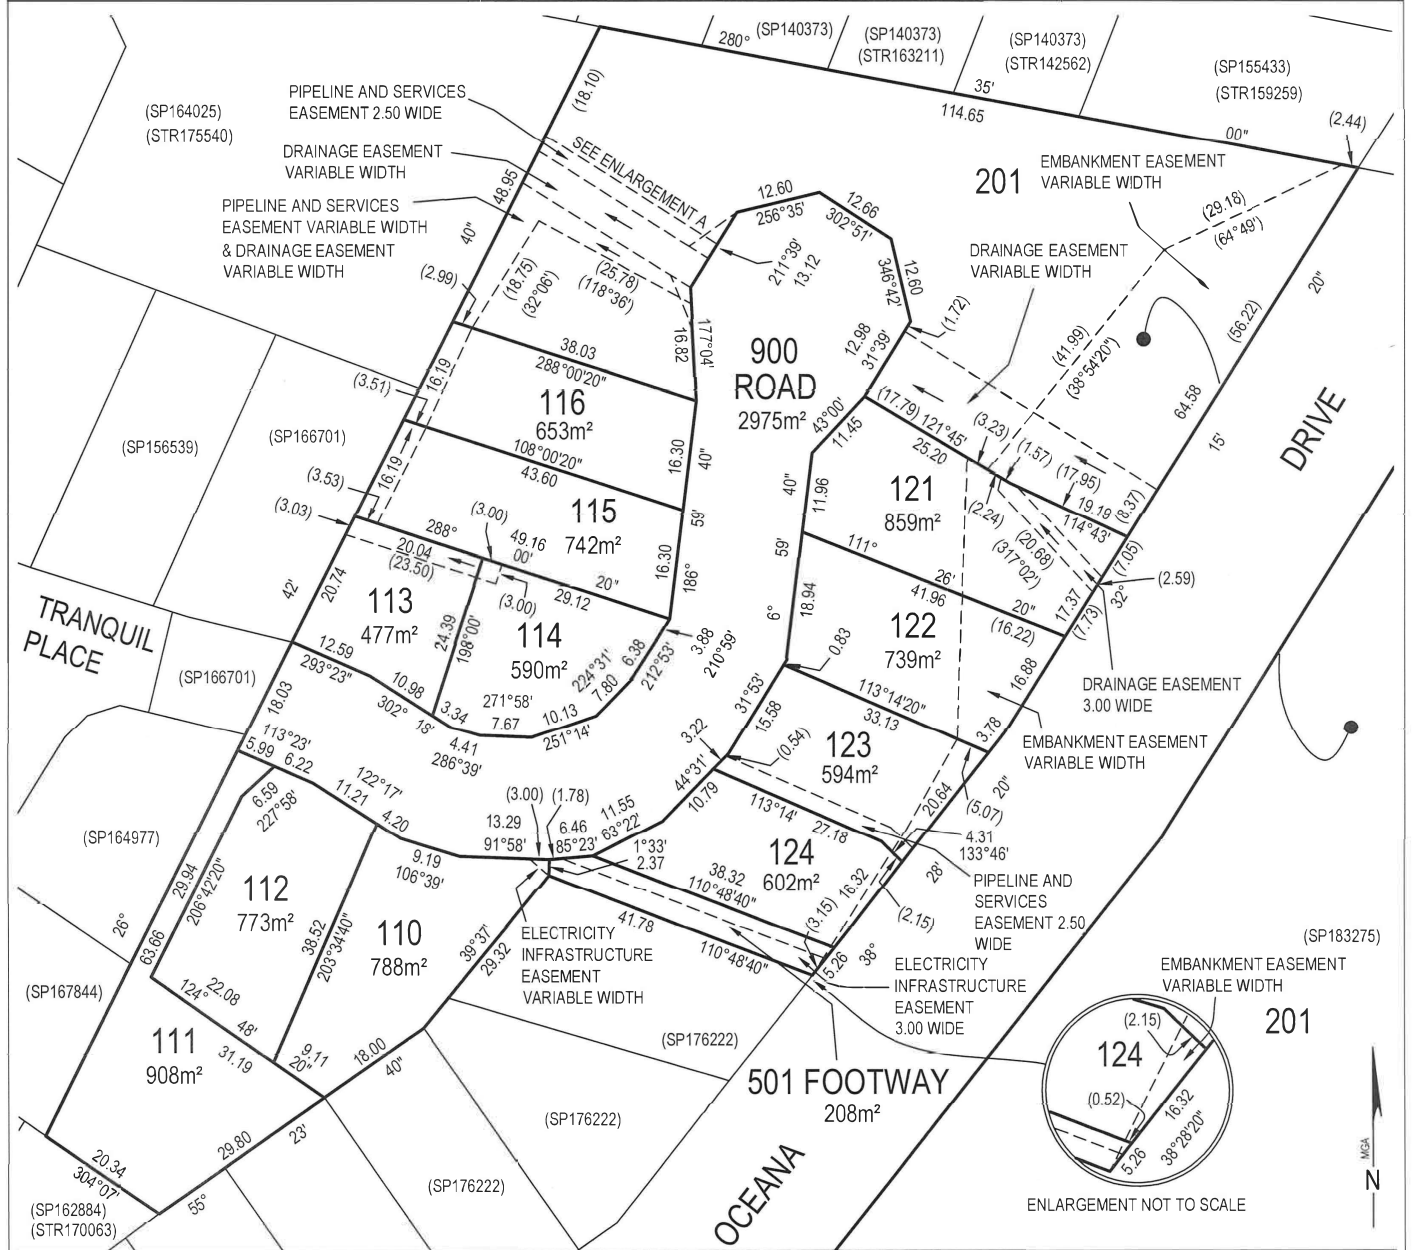 280°
(SP140373)
(SP140373)
(STR163211)
(SP140373)
(STR142562)
(SP155433)
(STR159259)
35'
114.65
00"
(2.44)
(18.10)
PIPELINE AND SERVICES
EASEMENT 2.50 WIDE
(SP164025)
(STR175540)
DRAINAGE EASEMENT
VARIABLE WIDTH
SEE ENLARGEMENT A
48.95
40"
PIPELINE AND SERVICES
EASEMENT VARIABLE WIDTH
& DRAINAGE EASEMENT
VARIABLE WIDTH
201
EMBANKMENT EASEMENT
VARIABLE WIDTH
(29.18)
(64°49')
DRAINAGE EASEMENT
VARIABLE WIDTH
12.60
256°35'
12.66
302°51'
12.60
346°42'
211°39'
13.12
(2.99)
(18.75)
(32°06')
(25.78)
(118°36')
16.82
177°04'
(1.72)
12.98
31°39'
(41.99)
(38°54'20")
(56.22)
20"
64.58
15'
DRIVE
900
ROAD
2975m²
38.03
288°00'20"
116
653m²
(3.51)
16.19
(SP156539)
(SP166701)
108°00'20"
43.60
16.30
40"
43°00'
11.45
(17.79) 121°45'
25.20
(3.23)
(1.57)
(17.95)
19.19
114°43'
(8.37)
(7.05)
(2.59)
16.19
(3.53)
(3.03)
115
742m²
59'
16.30
186°
40"
11.96
59'
121
859m²
(2.24)
(20.68)
(317°02')
288°
(3.00)
49.16
00'
20"
29.12
20.04
(23.50)
(3.00)
42'
20.74
113
477m²
24.39
198°00'
114
590m²
111°
26'
41.96
20"
(16.22)
17.37
(7.73)
32°
18.94
6°
122
739m²
16.88
TRANQUIL
PLACE
(SP166701)
12.59
293°23"
10.98
302°
18'
3.34
271°58'
7.67
4.41
286°39'
10.13
251°14'
224°31'
7.80
6.38
212°53'
3.88
210°59'
0.83
31°53'
15.58
113°14'20"
33.13
3.78
DRAINAGE EASEMENT
3.00 WIDE
EMBANKMENT EASEMENT
VARIABLE WIDTH
18.03
113°23'
5.99
6.22
122°17'
11.21
4.20
3.22
44°31'
10.79
(0.54)
123
594m²
20.64
20"
(5.07)
113°14'
27.18
4.31
133°46'
28'
(SP164977)
6.59
227°58'
9.19
106°39'
13.29
91°58'
(3.00)
(1.78)
6.46
85°23'
11.55
63°22'
1°33'
2.37
124
602m²
38.32
110°48'40"
16.32
(2.15)
PIPELINE AND
SERVICES
EASEMENT 2.50
WIDE
29.94
206°42'20"
112
773m²
38.52
203°34'40"
110
788m²
39°37'
29.32
ELECTRICITY
INFRASTRUCTURE
EASEMENT
VARIABLE WIDTH
41.78
110°48'40"
(3.15)
5.26
38°
ELECTRICITY
INFRASTRUCTURE
EASEMENT
3.00 WIDE
(SP183275)
EMBANKMENT EASEMENT
VARIABLE WIDTH
201
26°
63.66
(SP167844)
22.08
124°
48'
31.19
111
908m²
9.11
20"
18.00
40"
(SP176222)
501 FOOTWAY
208m²
(2.15)
124
(0.52)
16.32
38°28'20"
5.26
29.80
23'
(SP176222)
(SP176222)
20.34
304°07'
55°
(SP162884)
(STR170063)
OCEANA
ENLARGEMENT NOT TO SCALE
MGA
N